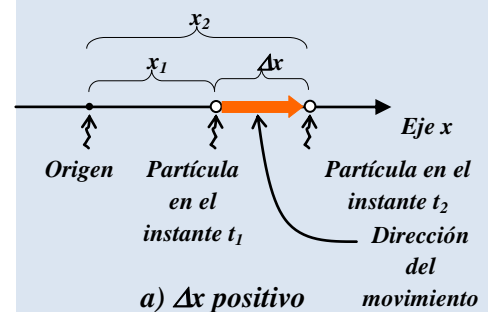 x₂
x₁ Δx
Eje x
Origen
Partícula
en el
instante t₁
Partícula en el
instante t₂
Dirección
del
movimiento
a) Δx positivo